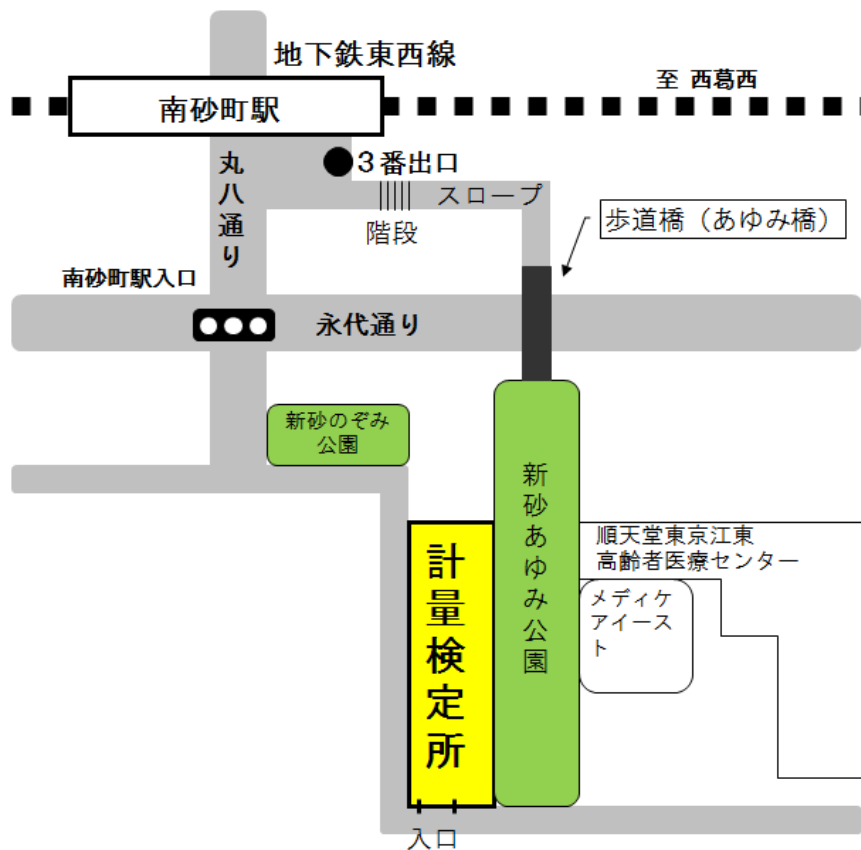 地下鉄東西線
至 西葛西
南砂町駅
丸八通り
３番出口
スロープ
階段
歩道橋（あゆみ橋）
南砂町駅入口
永代通り
新砂のぞみ
公園
新砂あゆみ公園
順天堂東京江東
高齢者医療センター
メディケ
アイース
ト
計量検定所
入口